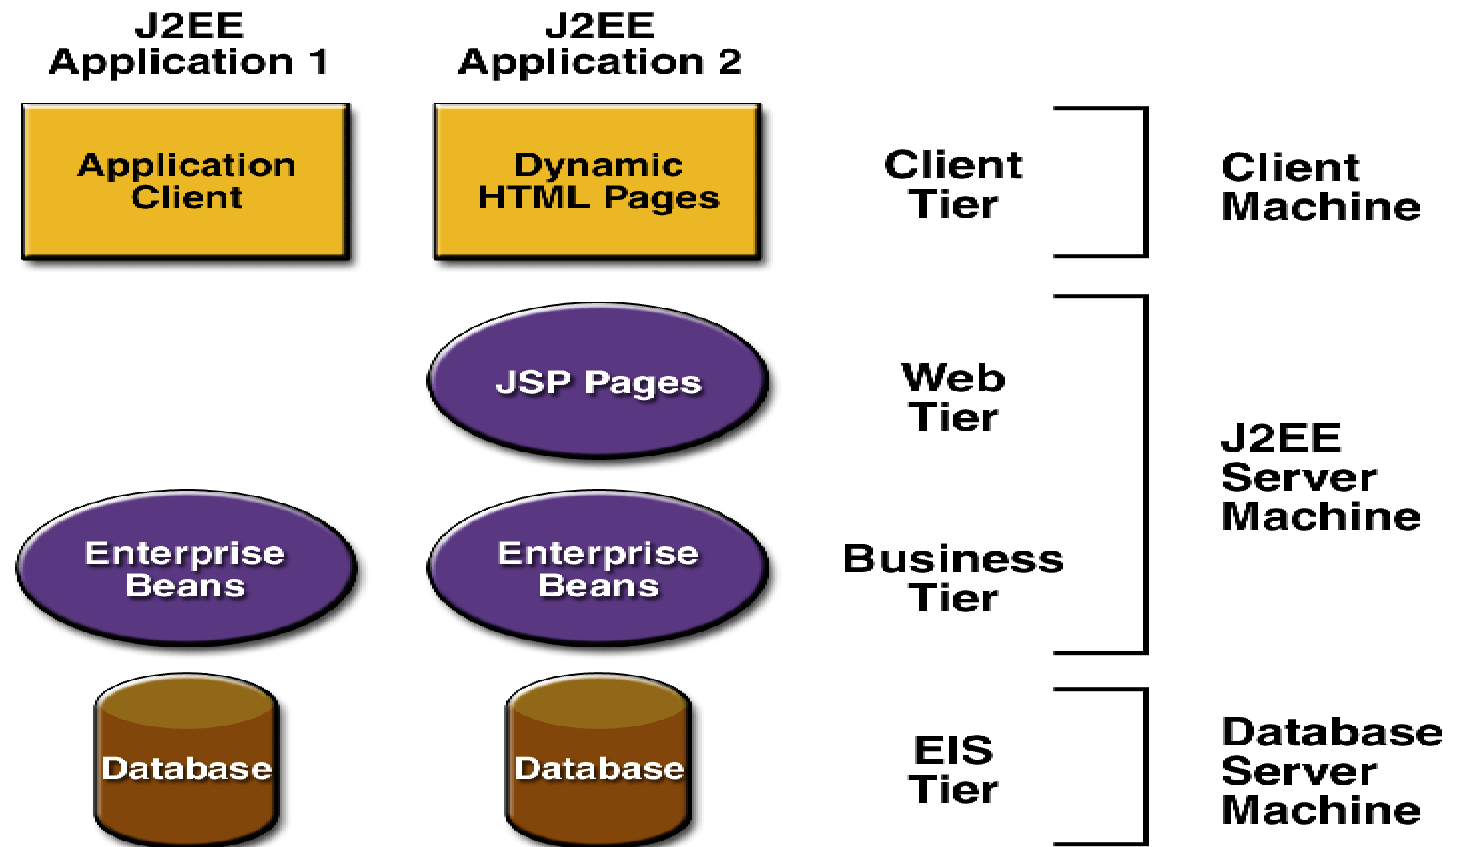 J2EE
Application 1
J2EE
Application 2
Application
Client
Dynamic
HTML Pages
Client
Tier
Client
Machine
JSP Pages
Web
Tier
J2EE
Server
Machine
Enterprise
Beans
Enterprise
Beans
Business
Tier
Database
Database
EIS
Tier
Database
Server
Machine